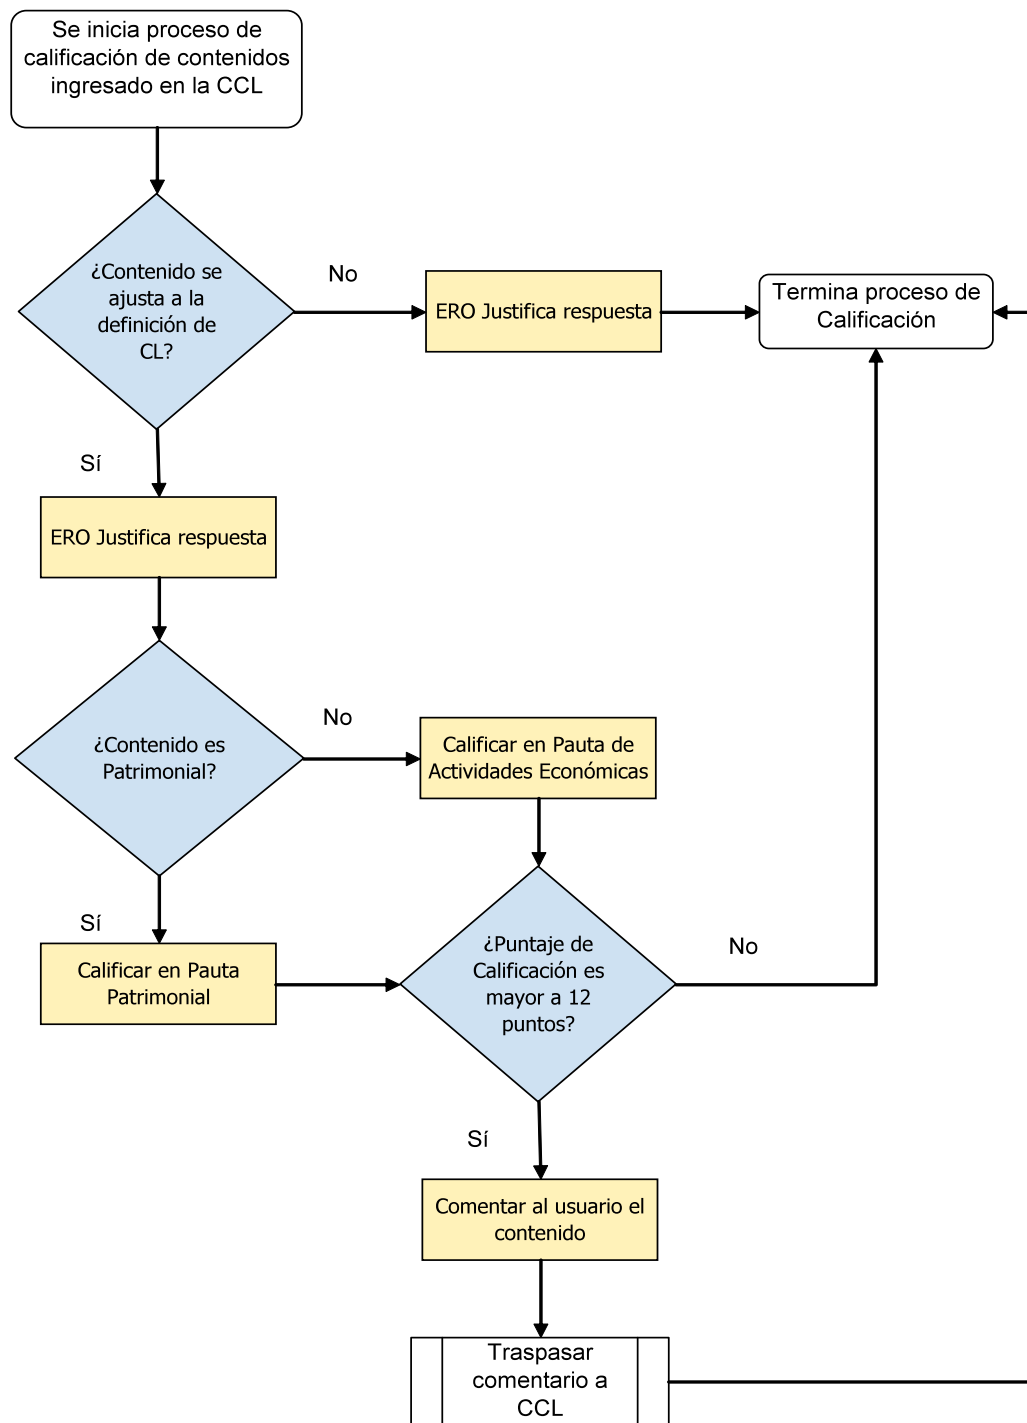 Se inicia proceso de
calificación de contenidos
ingresado en la CCL
¿Contenido se
ajusta a la
definición de
CL?
No
ERO Justifica respuesta
Termina proceso de
Calificación
Sí
ERO Justifica respuesta
¿Contenido es
Patrimonial?
No
Calificar en Pauta de
Actividades Económicas
Sí
Calificar en Pauta
Patrimonial
¿Puntaje de
Calificación es
mayor a 12
puntos?
No
Sí
Comentar al usuario el
contenido
Traspasar
comentario a
CCL